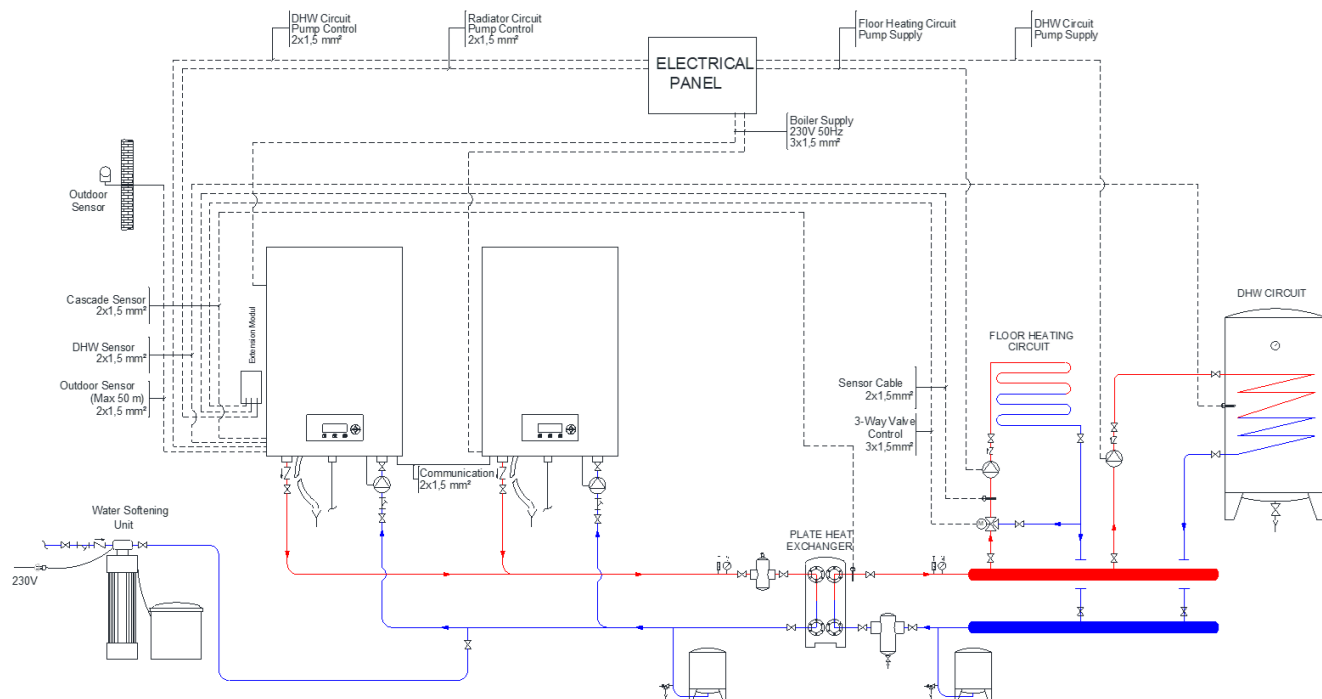 DHW Circuit
Pump Control
2x1,5 mm²
Radiator Circuit
Pump Control
2x1,5 mm²
Floor Heating Circuit
Pump Supply
DHW Circuit
Pump Supply
ELECTRICAL
PANEL
Boiler Supply
230V 50Hz
3x1,5 mm²
Outdoor
Sensor
Cascade Sensor
2x1,5 mm²
DHW Sensor
2x1,5 mm²
Outdoor Sensor
(Max 50 m)
2x1,5 mm²
Extension Modul
Communication
2x1,5 mm²
DHW CIRCUIT
FLOOR HEATING
CIRCUIT
Sensor Cable
2x1,5mm²
3-Way Valve
Control
3x1,5mm²
M
Water Softening
Unit
230V
PLATE HEAT
EXCHANGER